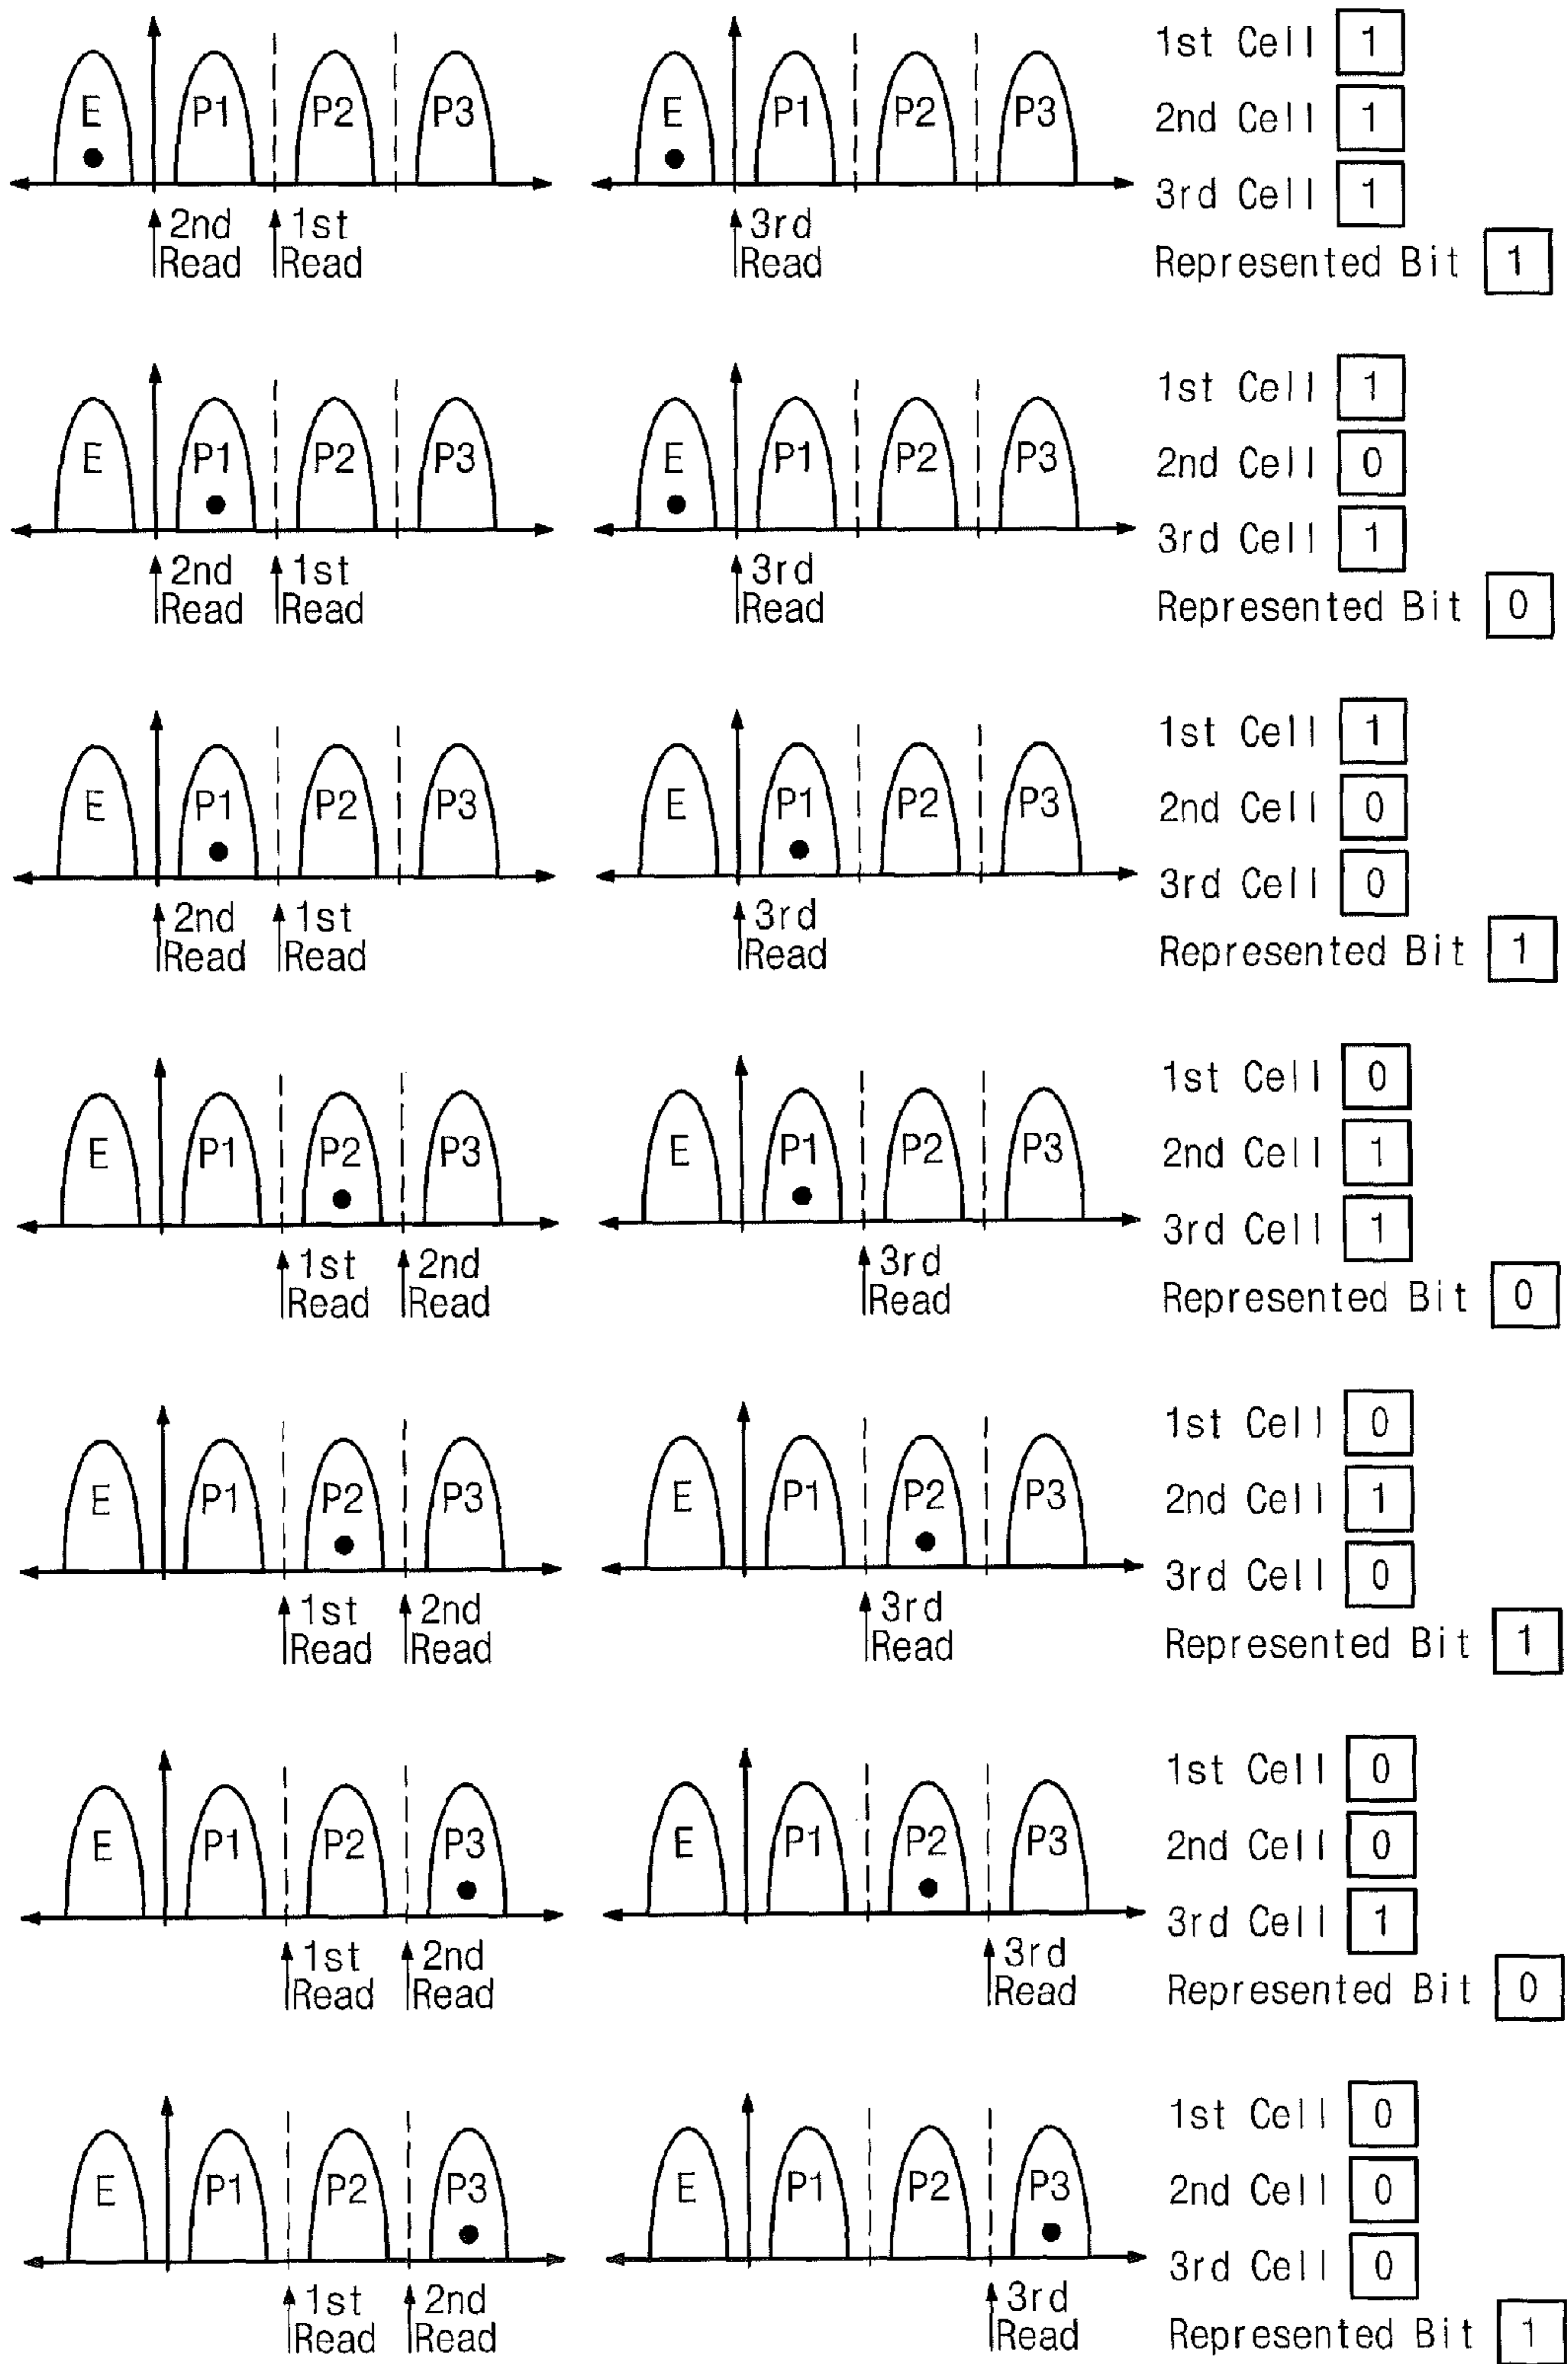 E P1 P2 P3 E P1 P2 P3 1st Cell 1
2nd Cell 1
3rd Cell 1
2nd Read 1st Read 3rd Read
Represented Bit 1
E P1 P2 P3 E P1 P2 P3 1st Cell 1
2nd Cell 0
3rd Cell 1
2nd Read 1st Read 3rd Read
Represented Bit 0
E P1 P2 P3 E P1 P2 P3 1st Cell 1
2nd Cell 0
3rd Cell 0
2nd Read 1st Read 3rd Read
Represented Bit 1
E P1 P2 P3 E P1 P2 P3 1st Cell 0
2nd Cell 1
3rd Cell 1
1st Read 2nd Read 3rd Read
Represented Bit 0
E P1 P2 P3 E P1 P2 P3 1st Cell 0
2nd Cell 1
3rd Cell 0
1st Read 2nd Read 3rd Read
Represented Bit 1
E P1 P2 P3 E P1 P2 P3 1st Cell 0
2nd Cell 0
3rd Cell 1
1st Read 2nd Read 3rd Read
Represented Bit 0
E P1 P2 P3 E P1 P2 P3 1st Cell 0
2nd Cell 0
3rd Cell 0
1st Read 2nd Read 3rd Read
Represented Bit 1